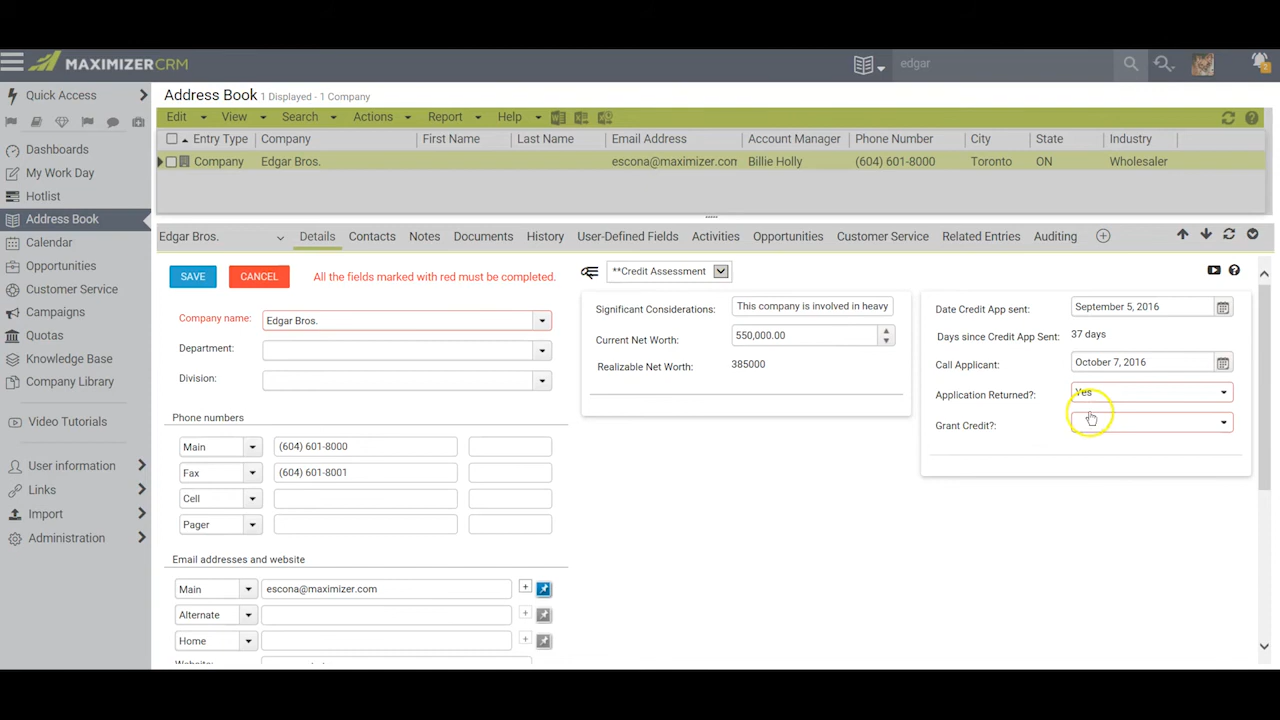 MAXIMIZER CRM
edgar
Quick Access
Dashboards
My Work Day
Hotlist
Address Book
Calendar
Opportunities
Customer Service
Campaigns
Quotas
Knowledge Base
Company Library
Video Tutorials
User information
Links
Import
Administration
Address Book 1 Displayed - 1 Company
Edit View Search Actions Report Help
Entry Type Company First Name Last Name Email Address Account Manager Phone Number City State Industry
Company Edgar Bros. escona@maximizer.com Billie Holly (604) 601-8000 Toronto ON Wholesaler
Edgar Bros. Details Contacts Notes Documents History User-Defined Fields Activities Opportunities Customer Service Related Entries Auditing
SAVE CANCEL All the fields marked with red must be completed.
Company name: Edgar Bros.
Department:
Division:
Phone numbers
Main (604) 601-8000
Fax (604) 601-8001
Cell
Pager
Email addresses and website
Main escona@maximizer.com
Alternate
Home
**Credit Assessment
Significant Considerations: This company is involved in heavy
Current Net Worth: 550,000.00
Realizable Net Worth: 385000
Date Credit App sent: September 5, 2016
Days since Credit App Sent: 37 days
Call Applicant: October 7, 2016
Application Returned?: Yes
Grant Credit?: